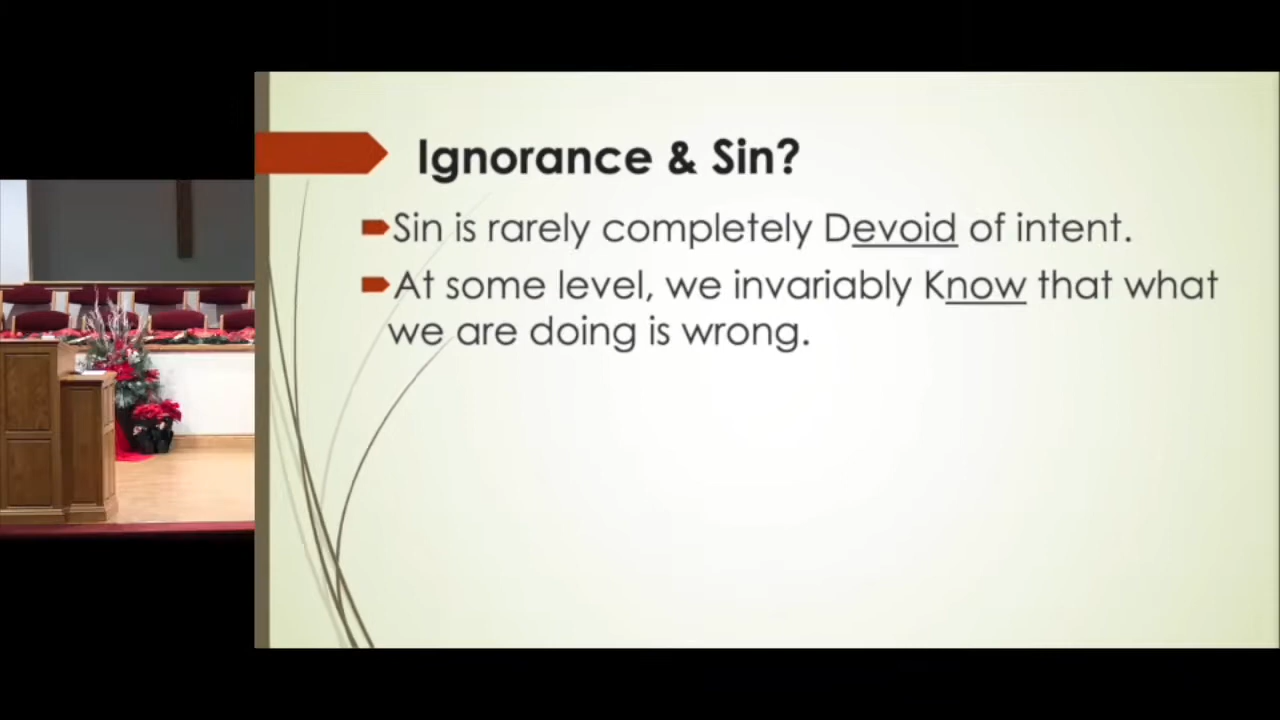 Ignorance & Sin?
Sin is rarely completely Devoid of intent.
At some level, we invariably Know that what
we are doing is wrong.